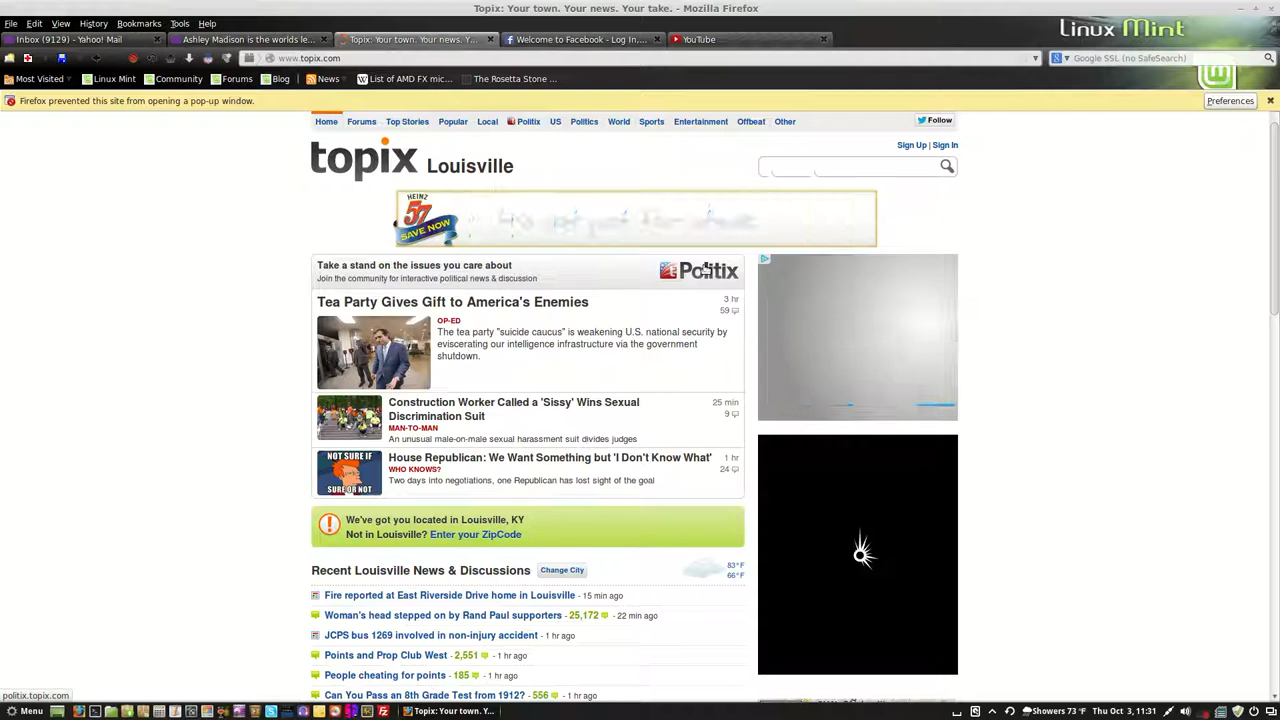 Topix: Your town. Your news. Your take. - Mozilla Firefox
File Edit View History Bookmarks Tools Help
Inbox (9129) - Yahoo! Mail
Ashley Madison is the worlds le...
Topix: Your town. Your news. Y...
Welcome to Facebook - Log In, ...
YouTube
Linux Mint
www.topix.com
Google SSL (no SafeSearch)
Most Visited Linux Mint Community Forums Blog News List of AMD FX mic... The Rosetta Stone ...
Firefox prevented this site from opening a pop-up window.
Preferences
Home Forums Top Stories Popular Local Politix US Politics World Sports Entertainment Offbeat Other
Follow
Sign Up | Sign In
topix Louisville
HEINZ
57
SAVE NOW
Take a stand on the issues you care about
Join the community for interactive political news & discussion
Politix
Tea Party Gives Gift to America's Enemies
3 hr
59
OP-ED
The tea party "suicide caucus" is weakening U.S. national security by
eviscerating our intelligence infrastructure via the government
shutdown.
Construction Worker Called a 'Sissy' Wins Sexual
Discrimination Suit
25 min
9
MAN-TO-MAN
An unusual male-on-male sexual harassment suit divides judges
NOT SURE IF
SURE OR NOT
House Republican: We Want Something but 'I Don't Know What'
1 hr
24
WHO KNOWS?
Two days into negotiations, one Republican has lost sight of the goal
We've got you located in Louisville, KY
Not in Louisville? Enter your ZipCode
Recent Louisville News & Discussions
Change City
83°F
66°F
Fire reported at East Riverside Drive home in Louisville - 15 min ago
Woman's head stepped on by Rand Paul supporters - 25,172 - 22 min ago
JCPS bus 1269 involved in non-injury accident - 1 hr ago
Points and Prop Club West - 2,551 - 1 hr ago
People cheating for points - 185 - 1 hr ago
Can You Pass an 8th Grade Test from 1912? - 556 - 1 hr ago
politix.topix.com
Menu
Topix: Your town. Y...
Showers 73 °F
Thu Oct 3, 11:31